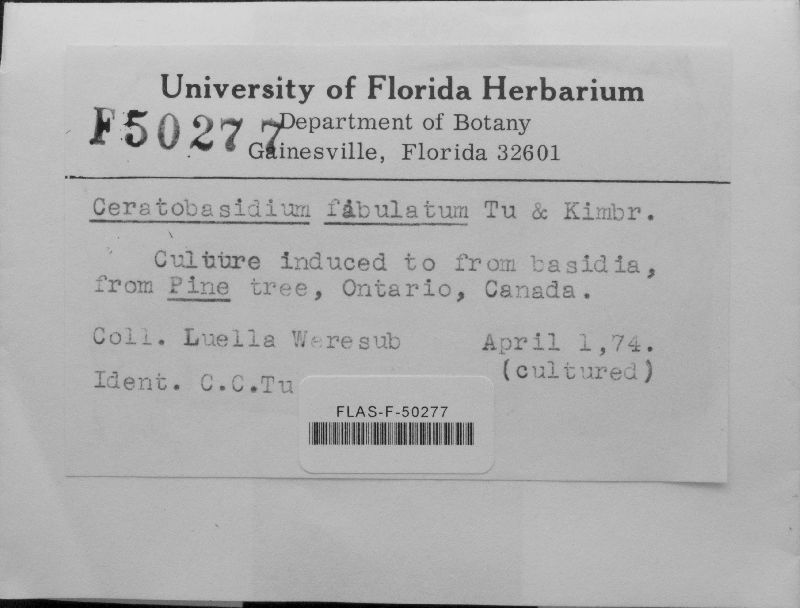 University of Florida Herbarium
F50277
Department of Botany
Gainesville, Florida 32601
Ceratobasidium fibulatum Tu & Kimbr.
Culture induced to from basidia,
from Pine tree, Ontario, Canada.
Coll. Luella Weresub April 1,74.
(cultured)
Ident. C.C.Tu
FLAS-F-50277